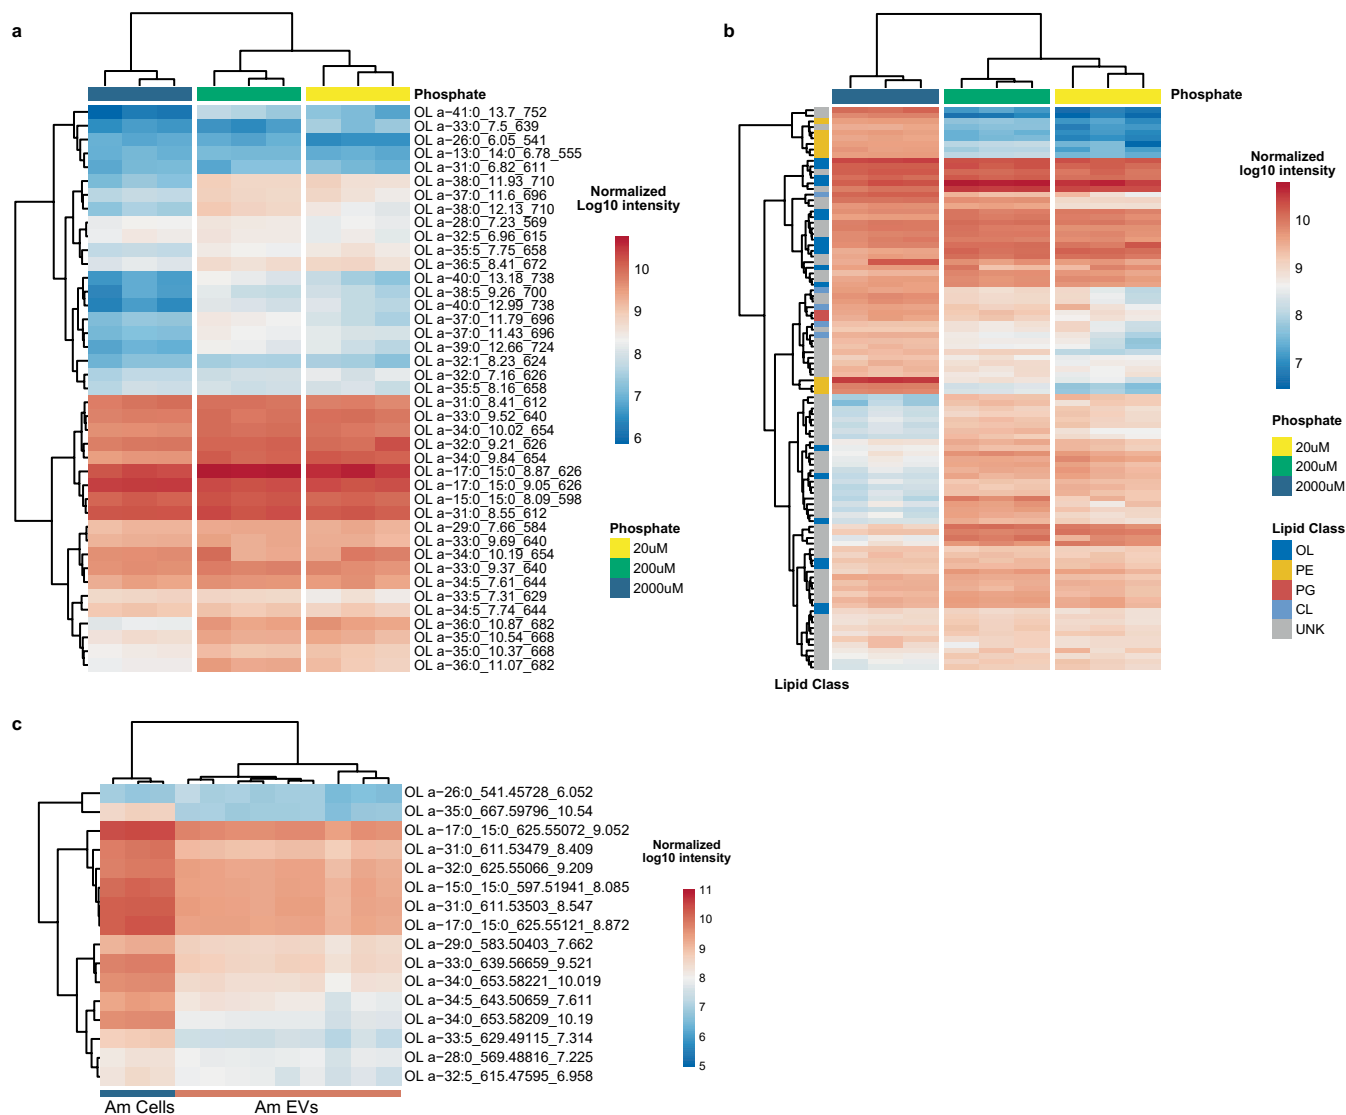 a
Phosphate
OL a−41:0_13.7_752
OL a−33:0_7.5_639
OL a−26:0_6.05_541
OL a−13:0_14:0_6.78_555
OL a−31:0_6.82_611
OL a−38:0_11.93_710
OL a−37:0_11.6_696
OL a−38:0_12.13_710
OL a−28:0_7.23_569
OL a−32:5_6.96_615
OL a−35:5_7.75_658
OL a−36:5_8.41_672
OL a−40:0_13.18_738
OL a−38:5_9.26_700
OL a−40:0_12.99_738
OL a−37:0_11.79_696
OL a−37:0_11.43_696
OL a−39:0_12.66_724
OL a−32:1_8.23_624
OL a−32:0_7.16_626
OL a−35:5_8.16_658
OL a−31:0_8.41_612
OL a−33:0_9.52_640
OL a−34:0_10.02_654
OL a−32:0_9.21_626
OL a−34:0_9.84_654
OL a−17:0_15:0_8.87_626
OL a−17:0_15:0_9.05_626
OL a−15:0_15:0_8.09_598
OL a−31:0_8.55_612
OL a−29:0_7.66_584
OL a−33:0_9.69_640
OL a−34:0_10.19_654
OL a−33:0_9.37_640
OL a−34:5_7.61_644
OL a−33:5_7.31_629
OL a−34:5_7.74_644
OL a−36:0_10.87_682
OL a−35:0_10.54_668
OL a−35:0_10.37_668
OL a−36:0_11.07_682
Normalized
Log10 intensity
10
9
8
7
6
Phosphate
20uM
200uM
2000uM
b
Phosphate
Normalized
log10 intensity
10
9
8
7
Phosphate
20uM
200uM
2000uM
Lipid Class
OL
PE
PG
CL
UNK
Lipid Class
c
OL a−26:0_541.45728_6.052
OL a−35:0_667.59796_10.54
OL a−17:0_15:0_625.55072_9.052
OL a−31:0_611.53479_8.409
OL a−32:0_625.55066_9.209
OL a−15:0_15:0_597.51941_8.085
OL a−31:0_611.53503_8.547
OL a−17:0_15:0_625.55121_8.872
OL a−29:0_583.50403_7.662
OL a−33:0_639.56659_9.521
OL a−34:0_653.58221_10.019
OL a−34:5_643.50659_7.611
OL a−34:0_653.58209_10.19
OL a−33:5_629.49115_7.314
OL a−28:0_569.48816_7.225
OL a−32:5_615.47595_6.958
Am Cells
Am EVs
Normalized
log10 intensity
11
10
9
8
7
6
5